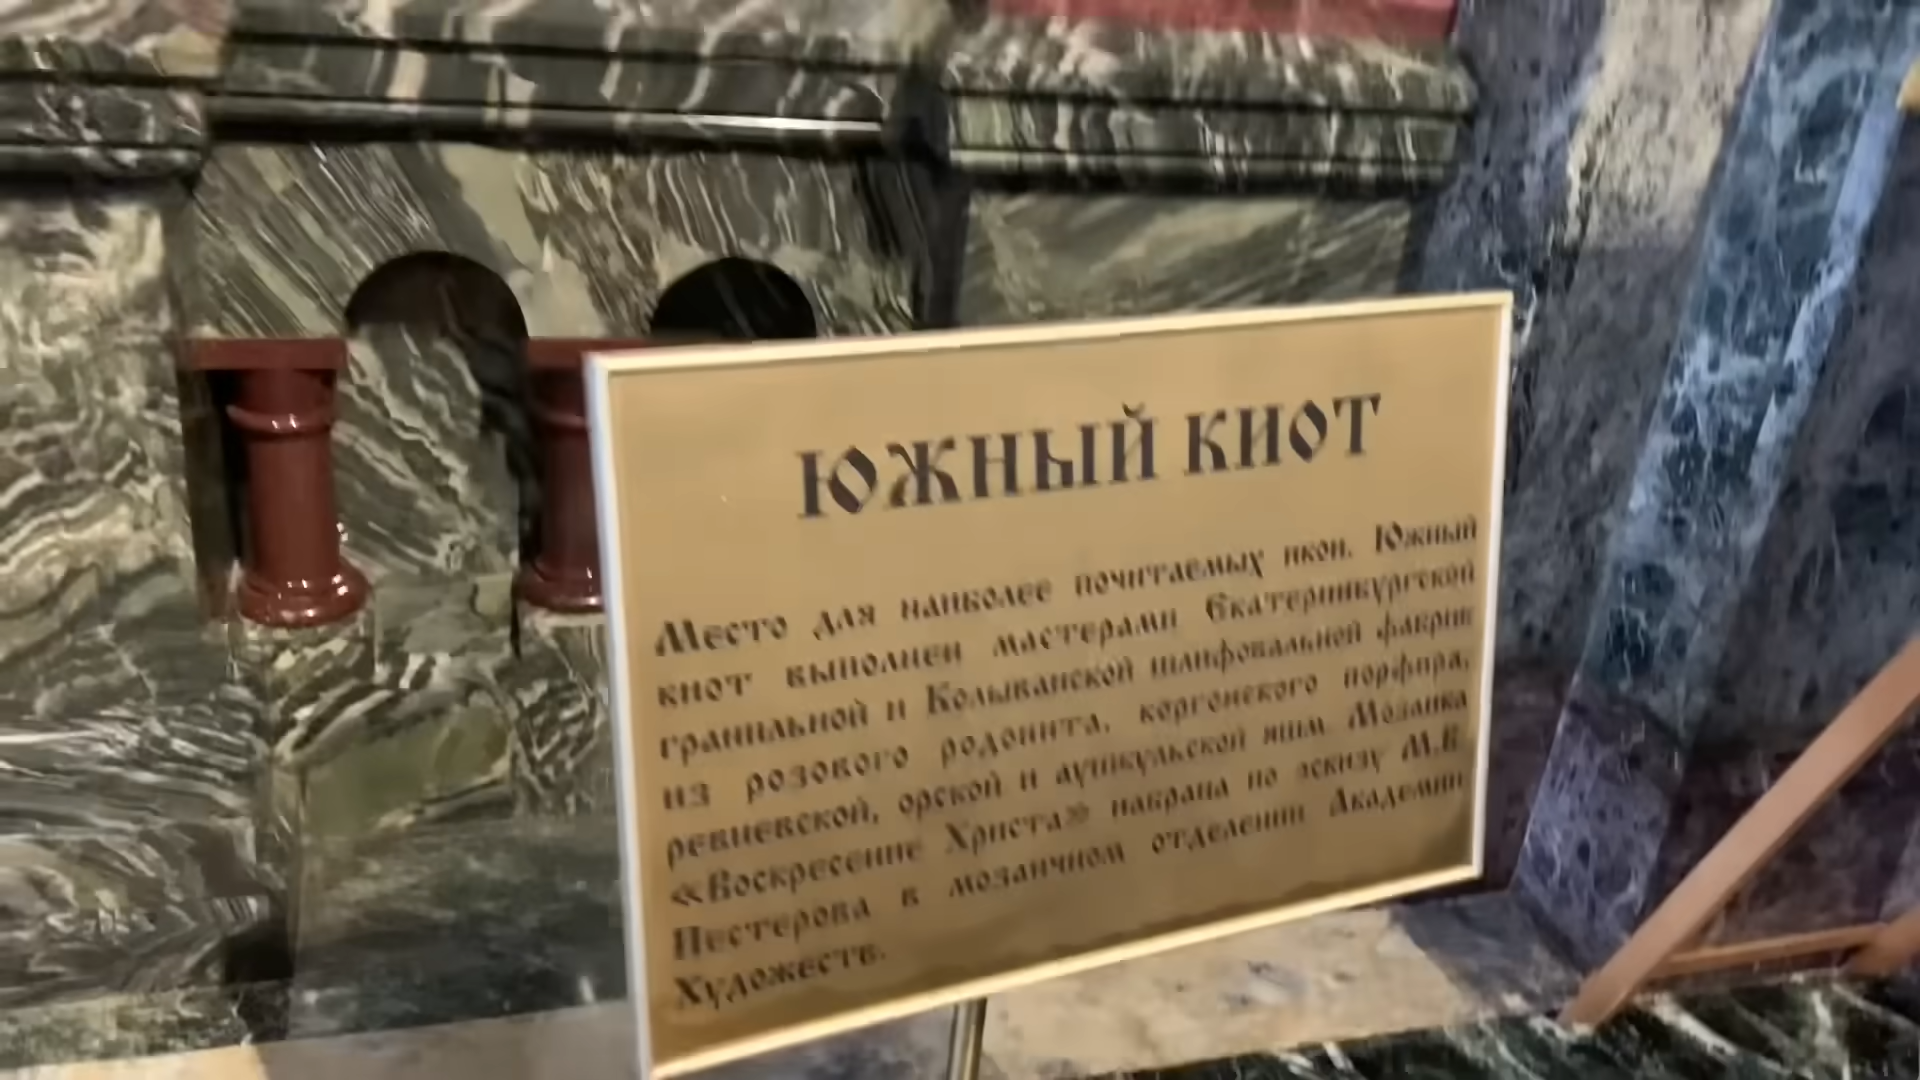 ЮЖНЫЙ КИОТ
Место для наиболее почитаемых икон. Южный
киот выполнен мастерами Екатеринбургской
гранильной и Колыванской шлифовальной фабрик
из розового родонита, коргонского порфира,
ревневской, орской и аушкульской яшм. Мозаика
«Воскресение Христа» набрана по эскизу М.В.
Нестерова в мозаичном отделении Академии
Художеств.